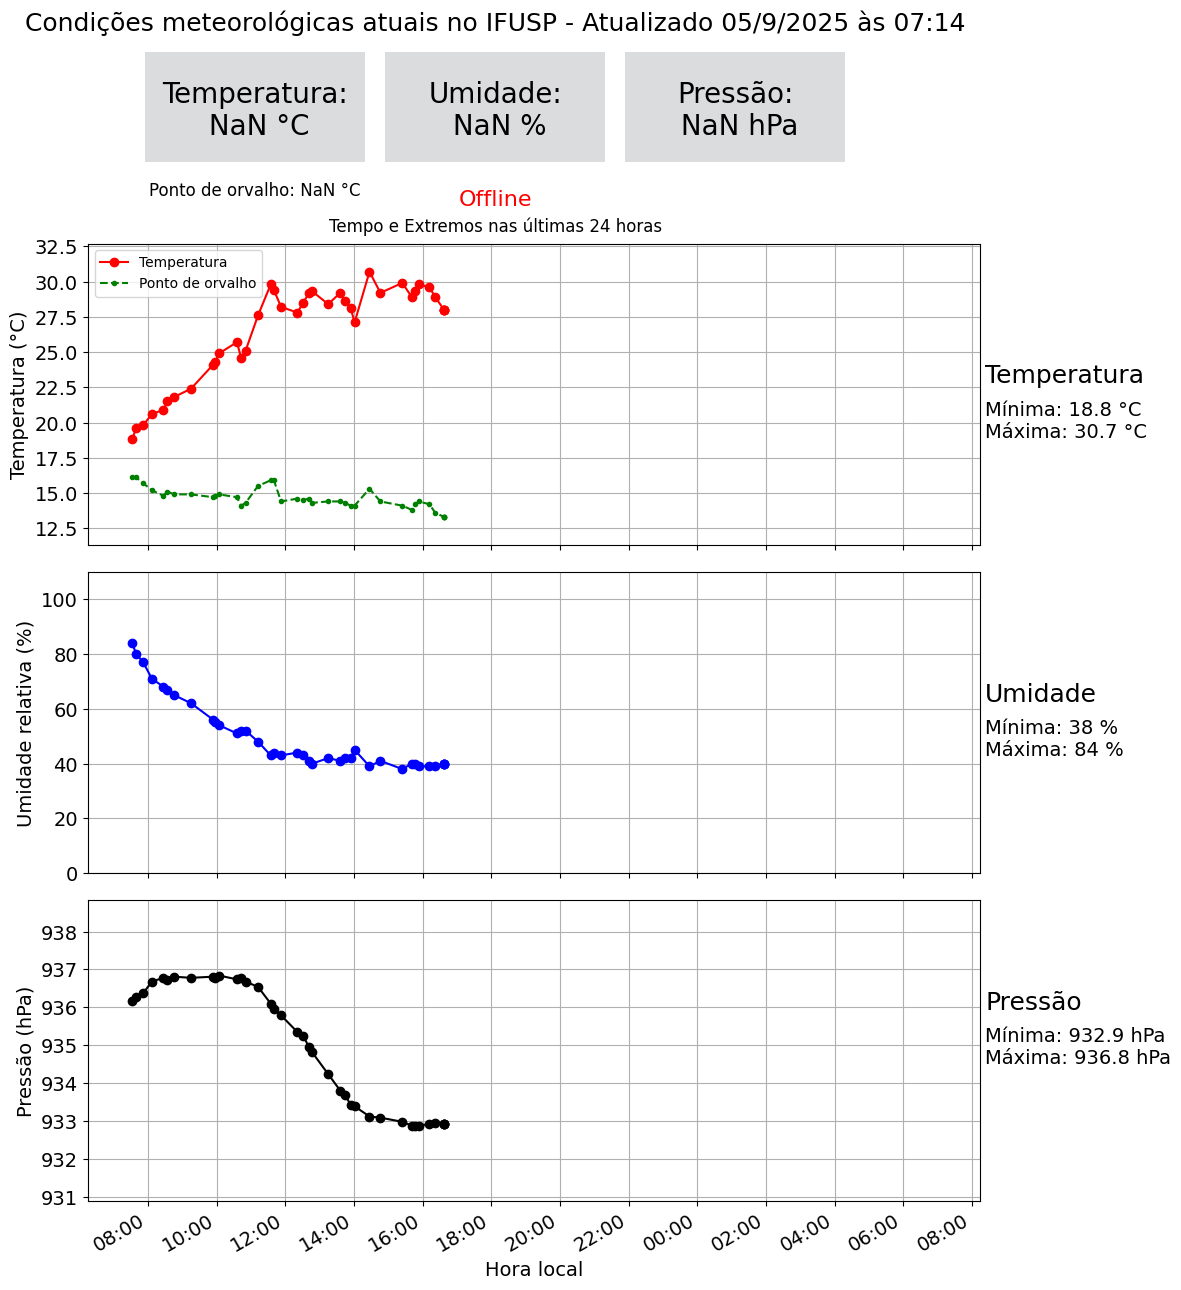 Condições meteorológicas atuais no IFUSP - Atualizado 05/9/2025 às 07:14
Temperatura:
NaN °C
Umidade:
NaN %
Pressão:
NaN hPa
Ponto de orvalho: NaN °C
Offline
Tempo e Extremos nas últimas 24 horas
Temperatura
Ponto de orvalho
Temperatura (°C)
32.5
30.0
27.5
25.0
22.5
20.0
17.5
15.0
12.5
Temperatura
Mínima: 18.8 °C
Máxima: 30.7 °C
Umidade relativa (%)
100
80
60
40
20
0
Umidade
Mínima: 38 %
Máxima: 84 %
Pressão (hPa)
938
937
936
935
934
933
932
931
Pressão
Mínima: 932.9 hPa
Máxima: 936.8 hPa
08:00 10:00 12:00 14:00 16:00 18:00 20:00 22:00 00:00 02:00 04:00 06:00 08:00
Hora local